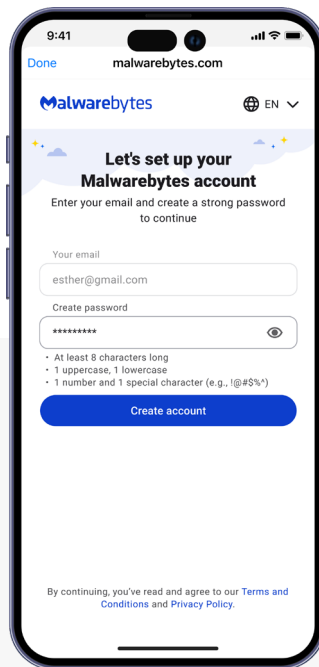 9:41
Done malwarebytes.com
Malwarebytes EN
Let's set up your
Malwarebytes account
Enter your email and create a strong password
to continue
Your email
esther@gmail.com
Create password
*********
• At least 8 characters long
• 1 uppercase, 1 lowercase
• 1 number and 1 special character (e.g., !@#$%^)
Create account
By continuing, you've read and agree to our Terms and
Conditions and Privacy Policy.